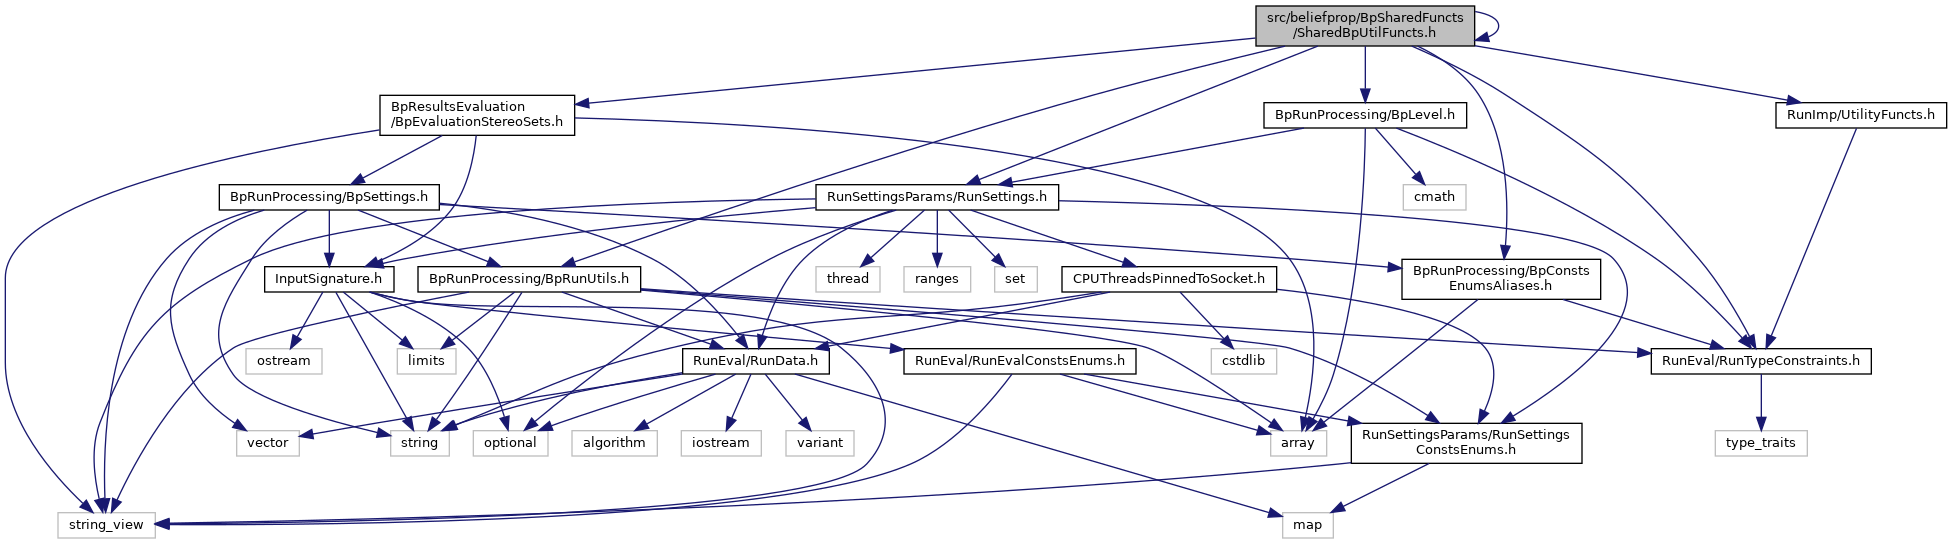 src/beliefprop/BpSharedFuncts
/SharedBpUtilFuncts.h
BpResultsEvaluation
/BpEvaluationStereoSets.h
BpRunProcessing/BpLevel.h
RunImp/UtilityFuncts.h
BpRunProcessing/BpSettings.h
RunSettingsParams/RunSettings.h
cmath
InputSignature.h
BpRunProcessing/BpRunUtils.h
thread
ranges
set
CPUThreadsPinnedToSocket.h
BpRunProcessing/BpConsts
EnumsAliases.h
ostream
limits
RunEval/RunData.h
RunEval/RunEvalConstsEnums.h
cstdlib
RunEval/RunTypeConstraints.h
vector
string
optional
algorithm
iostream
variant
array
RunSettingsParams/RunSettings
ConstsEnums.h
type_traits
string_view
map